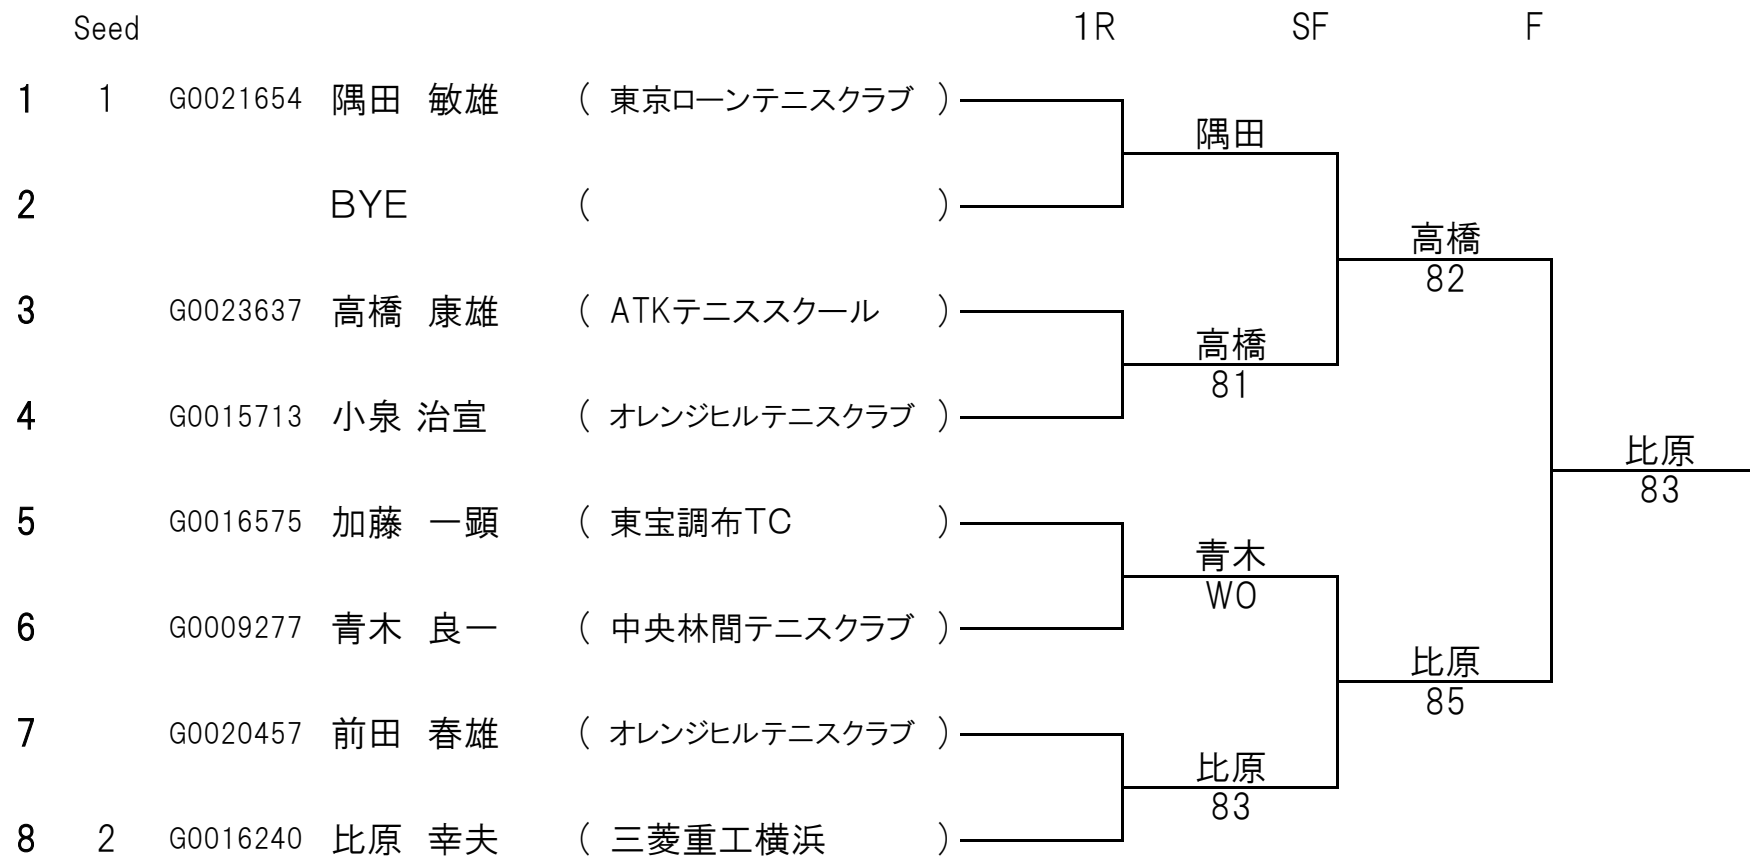 Seed 1R SF F
1 1 G0021654 隅田 敏雄 ( 東京ローンテニスクラブ )
隅田
2 BYE ( )
高橋
82
3 G0023637 高橋 康雄 ( ATKテニススクール )
高橋
81
4 G0015713 小泉 治宣 ( オレンジヒルテニスクラブ )
比原
83
5 G0016575 加藤 一顕 ( 東宝調布TC )
青木
WO
6 G0009277 青木 良一 ( 中央林間テニスクラブ )
比原
85
7 G0020457 前田 春雄 ( オレンジヒルテニスクラブ )
比原
83
8 2 G0016240 比原 幸夫 ( 三菱重工横浜 )